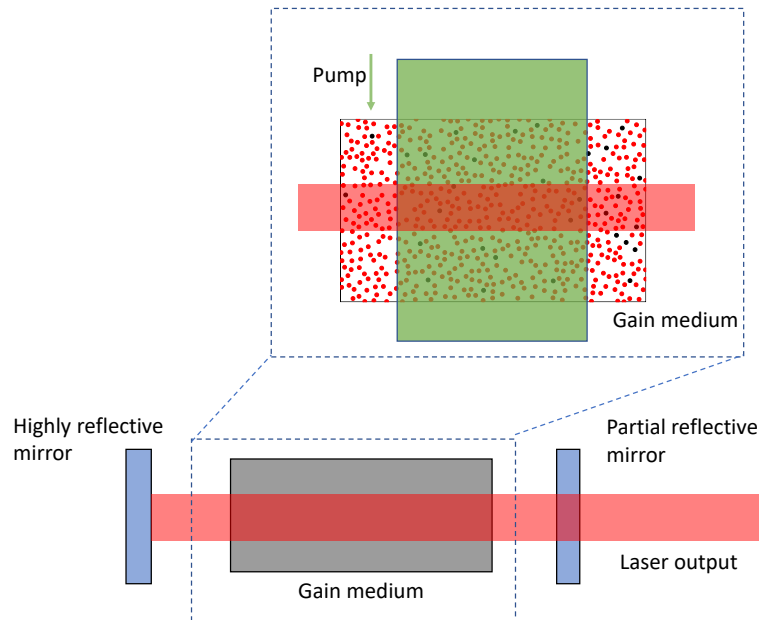 Pump
Gain medium
Highly reflective
mirror
Partial reflective
mirror
Laser output
Gain medium